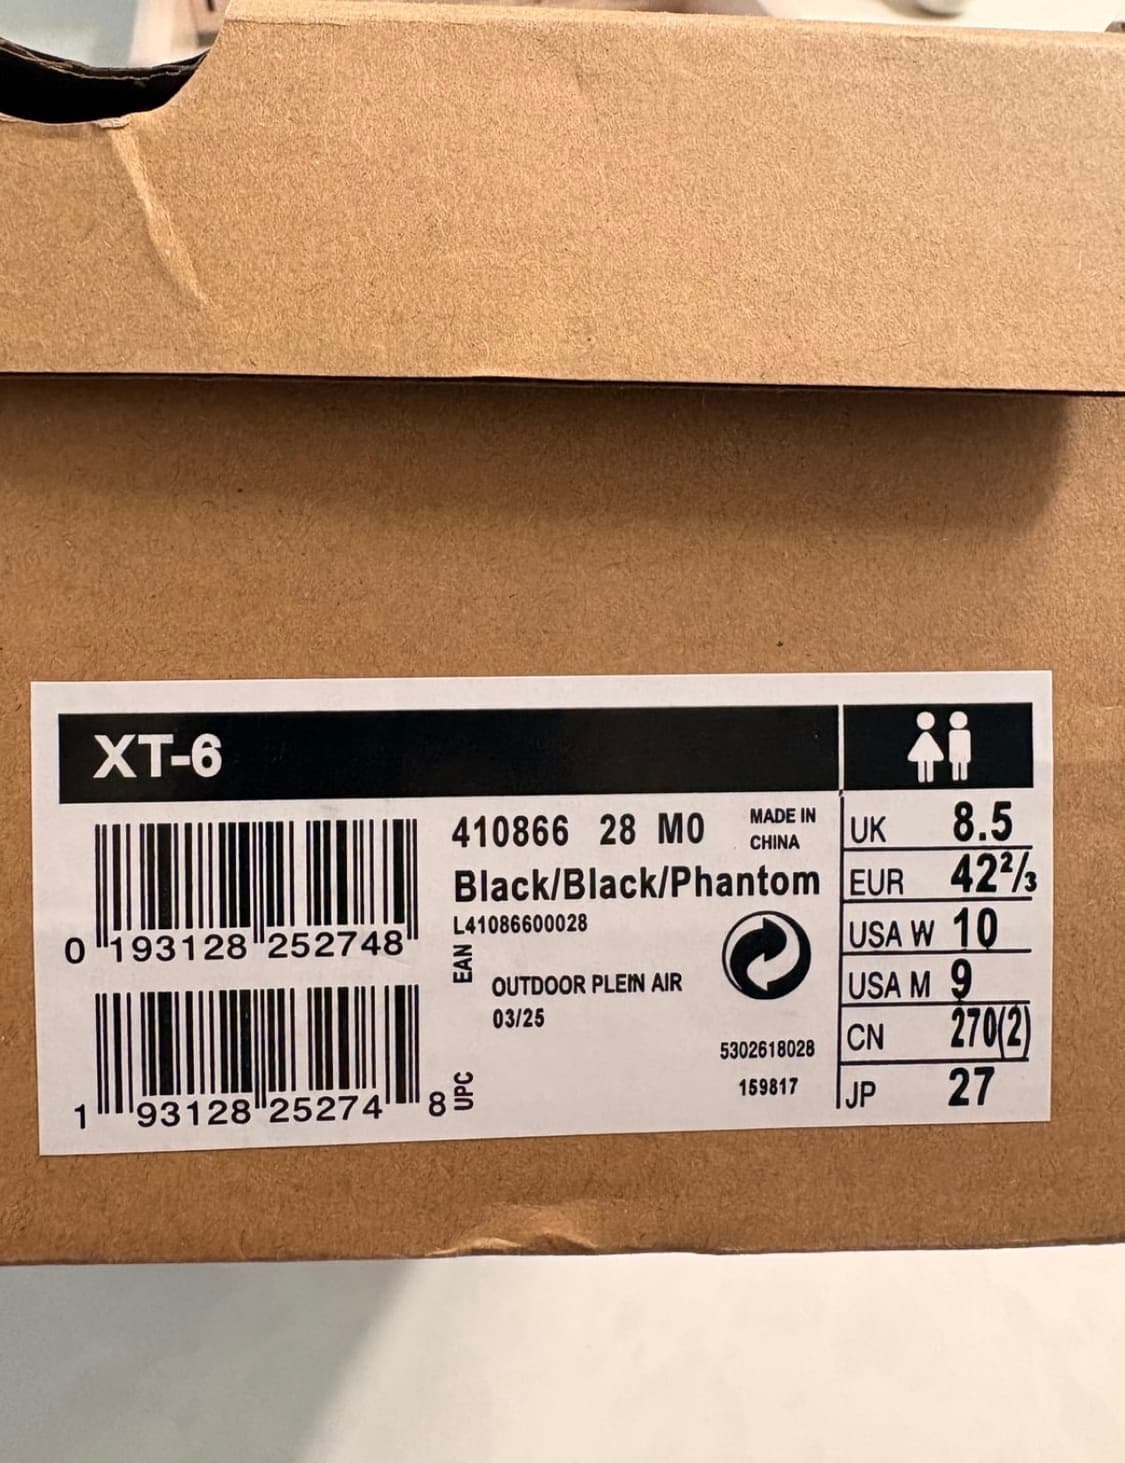 XT-6
0 193128 252748
EAN
1 93128 25274 8
UPC
410866 28 M0
MADE IN
CHINA
Black/Black/Phantom
L41086600028
OUTDOOR PLEIN AIR
03/25
5302618028
159817
UK 8.5
EUR 42⅔
USA W 10
USA M 9
CN 270(2)
JP 27